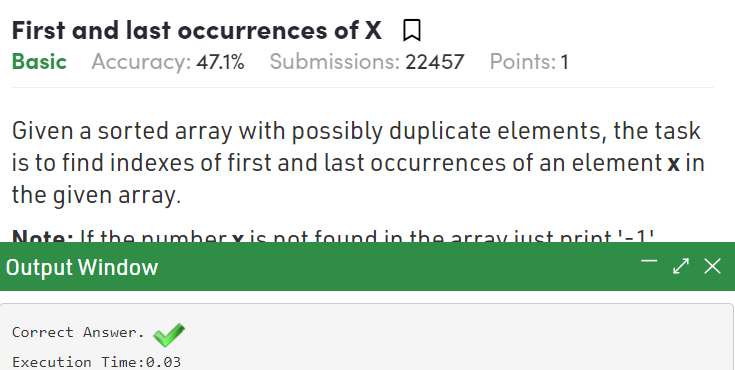 First and last occurrences of X
Basic Accuracy: 47.1% Submissions: 22457 Points: 1
Given a sorted array with possibly duplicate elements, the task
is to find indexes of first and last occurrences of an element x in
the given array.
Note: If the number x is not found in the array just print '-1'
Output Window
Correct Answer.
Execution Time:0.03